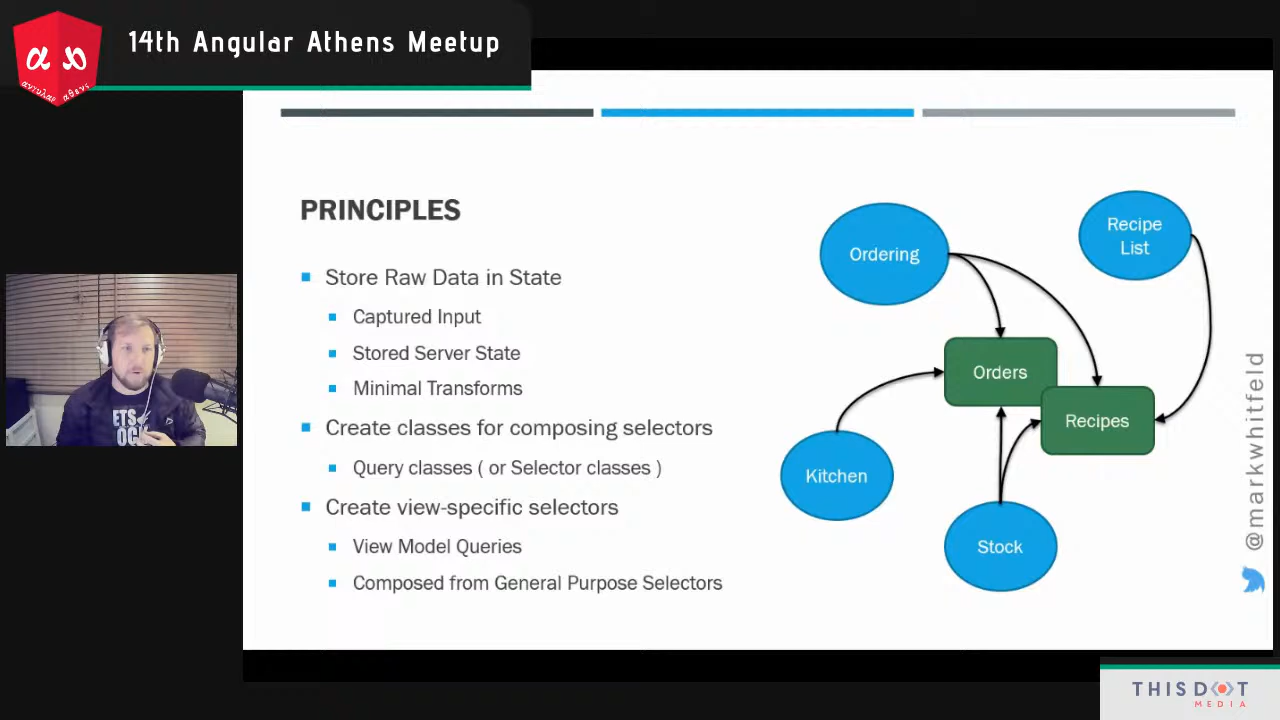 14th Angular Athens Meetup
PRINCIPLES
Store Raw Data in State
Captured Input
Stored Server State
Minimal Transforms
Create classes for composing selectors
Query classes ( or Selector classes )
Create view-specific selectors
View Model Queries
Composed from General Purpose Selectors
Ordering
Recipe
List
Orders
Recipes
Kitchen
Stock
@markwhitfeld
THISDOT
MEDIA